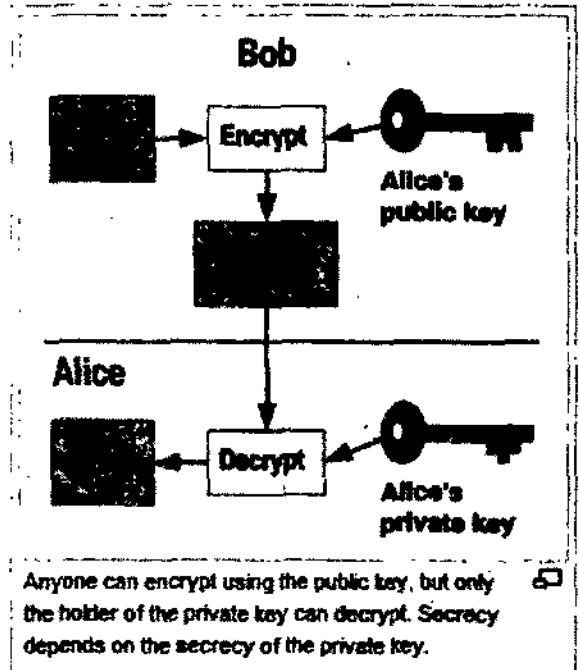 Bob
Encrypt
Alice's
public key
Alice
Decrypt
Alice's
private key
Anyone can encrypt using the public key, but only
the holder of the private key can decrypt. Secrecy
depends on the secrecy of the private key.